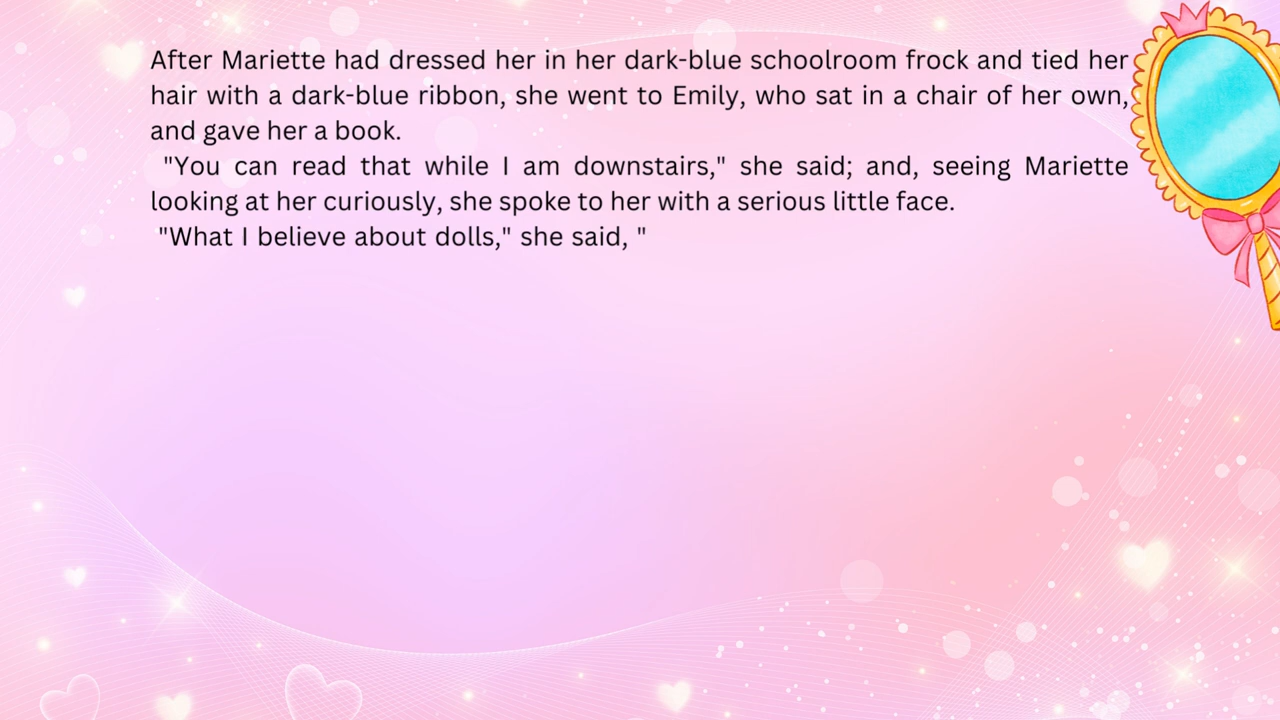 After Mariette had dressed her in her dark-blue schoolroom frock and tied her
hair with a dark-blue ribbon, she went to Emily, who sat in a chair of her own,
and gave her a book.
"You can read that while I am downstairs," she said; and, seeing Mariette
looking at her curiously, she spoke to her with a serious little face.
"What I believe about dolls," she said, "